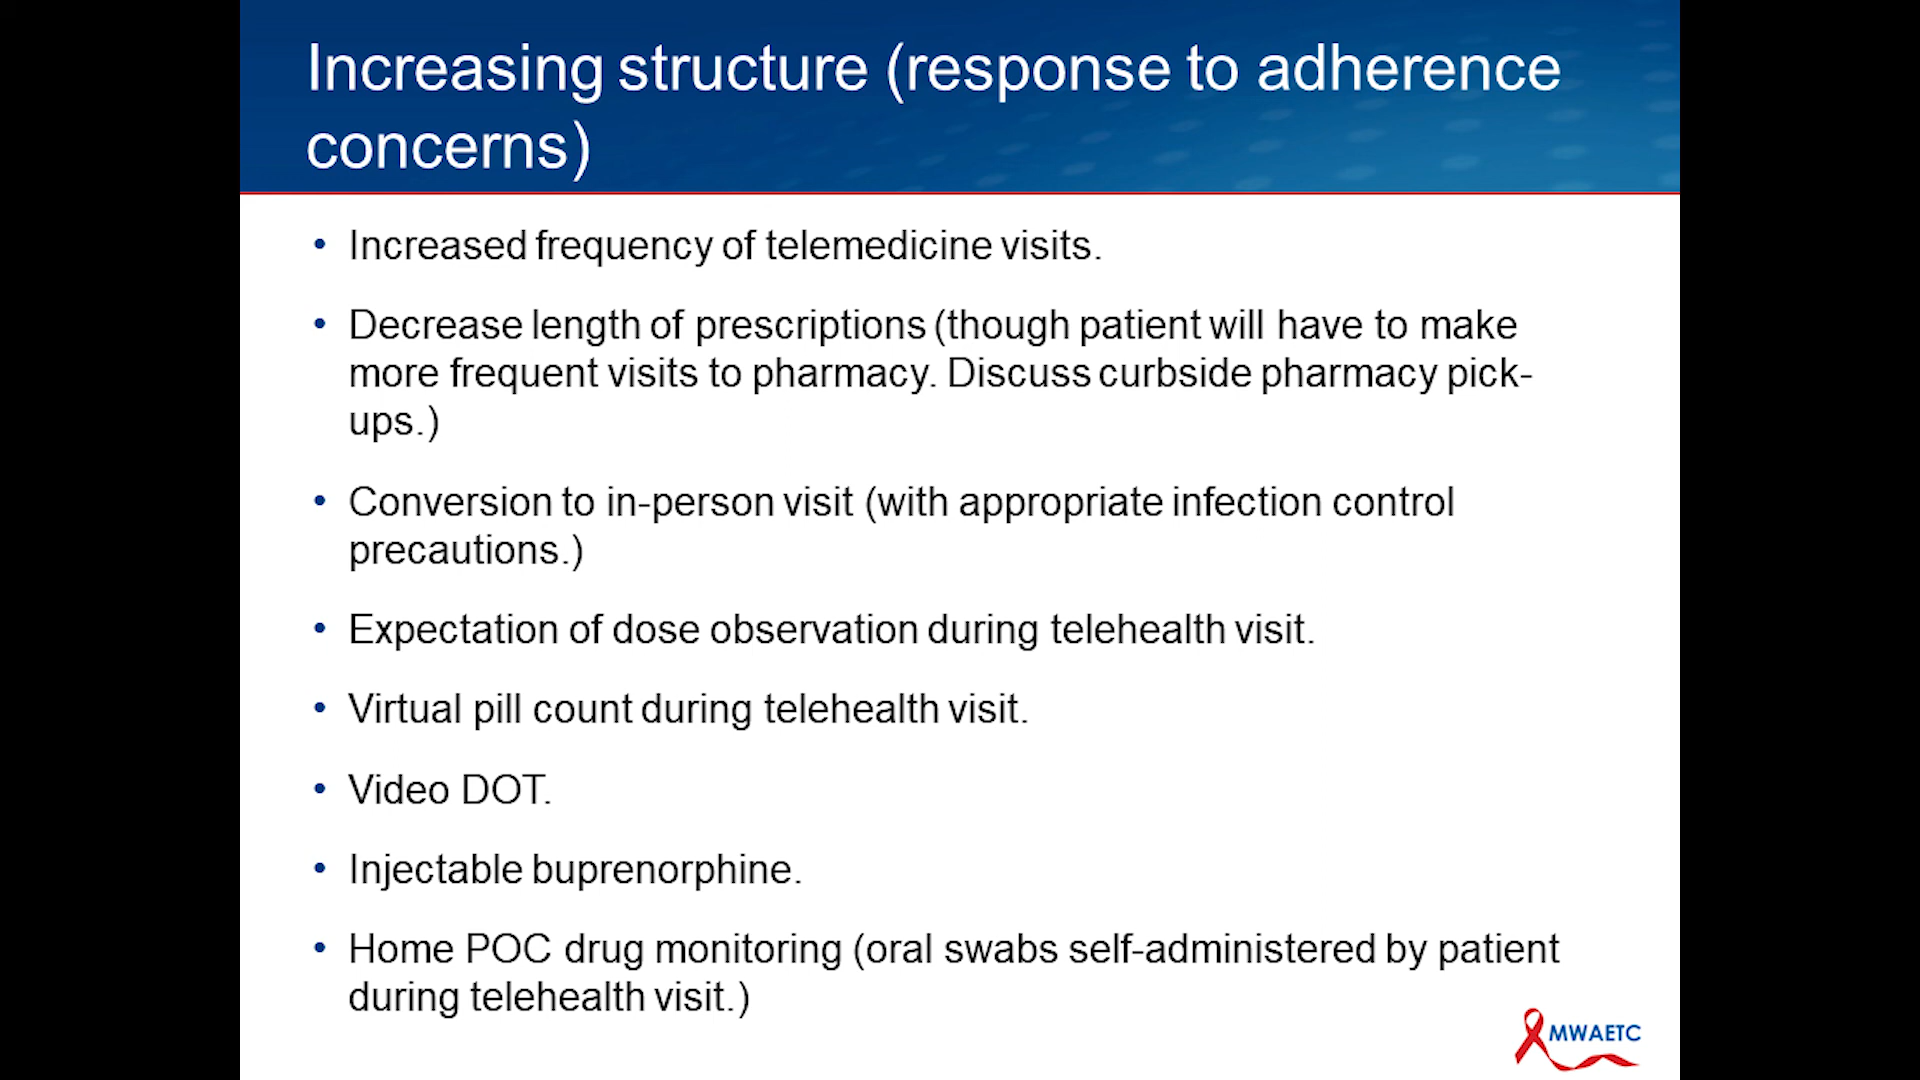 Increasing structure (response to adherence
concerns)
• Increased frequency of telemedicine visits.
• Decrease length of prescriptions (though patient will have to make
more frequent visits to pharmacy. Discuss curbside pharmacy pick-
ups.)
• Conversion to in-person visit (with appropriate infection control
precautions.)
• Expectation of dose observation during telehealth visit.
• Virtual pill count during telehealth visit.
• Video DOT.
• Injectable buprenorphine.
• Home POC drug monitoring (oral swabs self-administered by patient
during telehealth visit.)
MWAETC